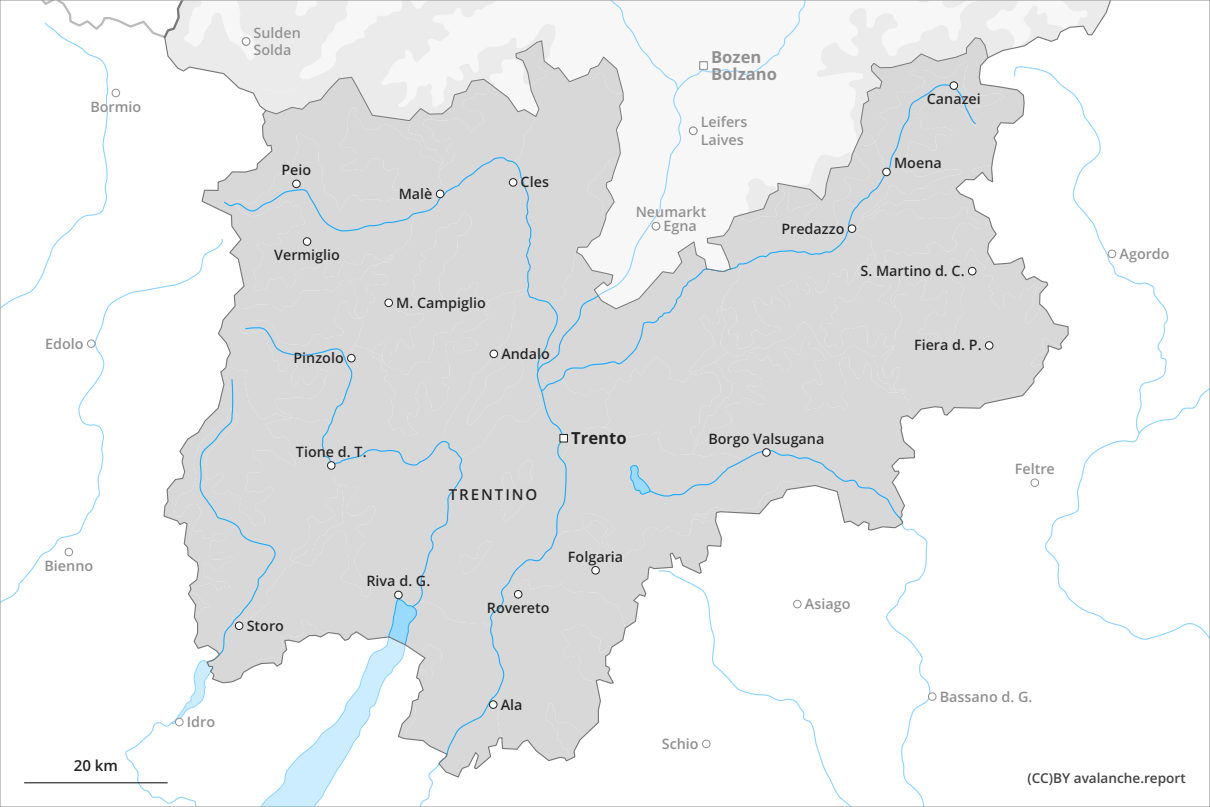 Sulden
Solda
Bozen
Bolzano
Bormio
Canazei
Leifers
Laives
Moena
Peio
Malè
Cles
Neumarkt
Egna
Predazzo
Vermiglio
Agordo
S. Martino d. C.
M. Campiglio
Edolo
Pinzolo
Andalo
Fiera d. P.
Trento
Borgo Valsugana
Tione d. T.
Feltre
TRENTINO
Bienno
Folgaria
Riva d. G.
Rovereto
Asiago
Storo
Bassano d. G.
Ala
Idro
Schio
20 km
(CC)BY avalanche.report